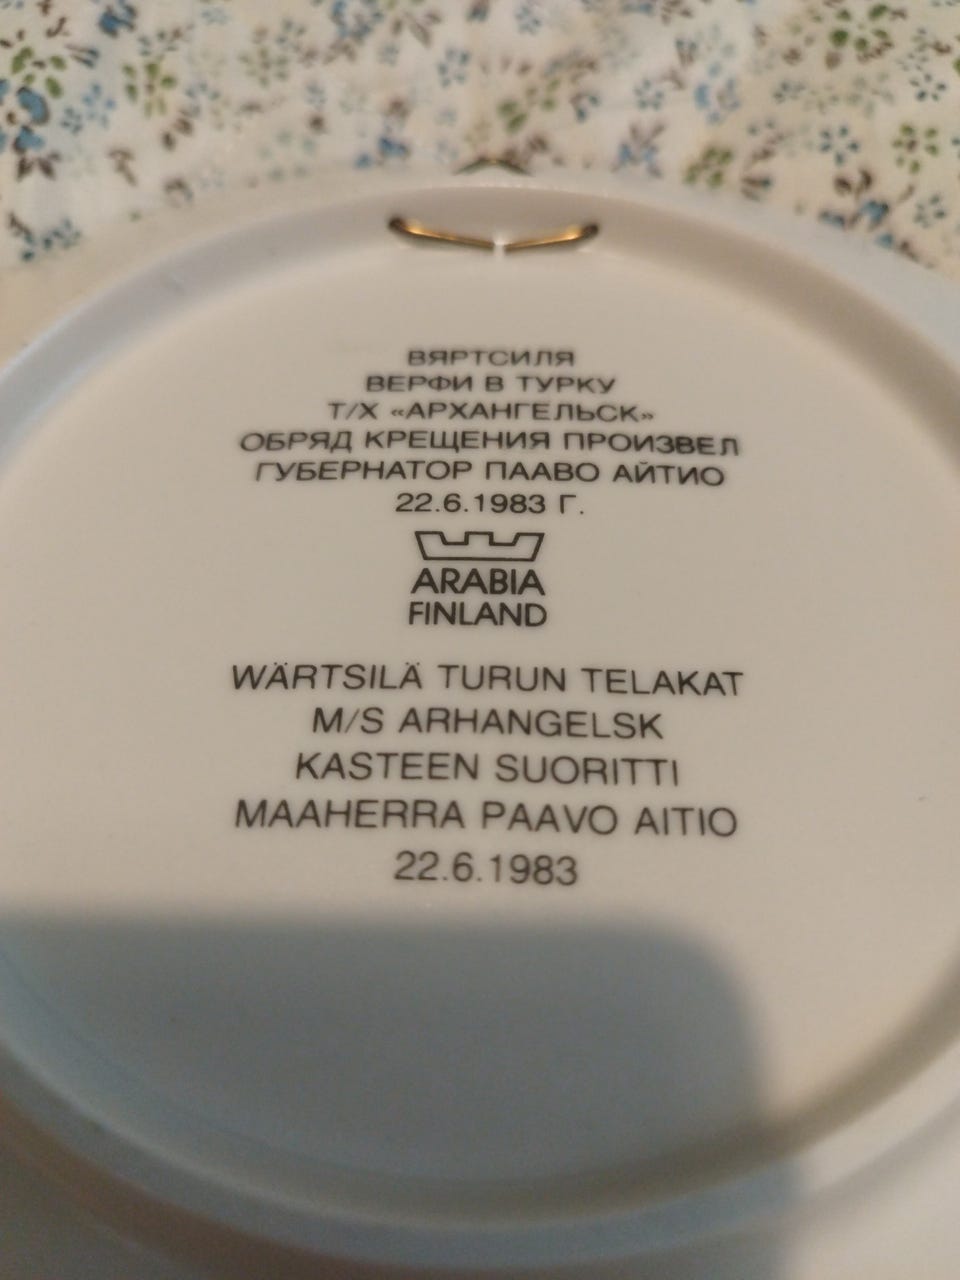 ВЯРТСИЛЯ
ВЕРФИ В ТУРКУ
Т/Х «АРХАНГЕЛЬСК»
ОБРЯД КРЕЩЕНИЯ ПРОИЗВЕЛ
ГУБЕРНАТОР ПААВО АЙТИО
22.6.1983 Г.
ARABIA
FINLAND
WÄRTSILÄ TURUN TELAKAT
M/S ARHANGELSK
KASTEEN SUORITTI
MAAHERRA PAAVO AITIO
22.6.1983